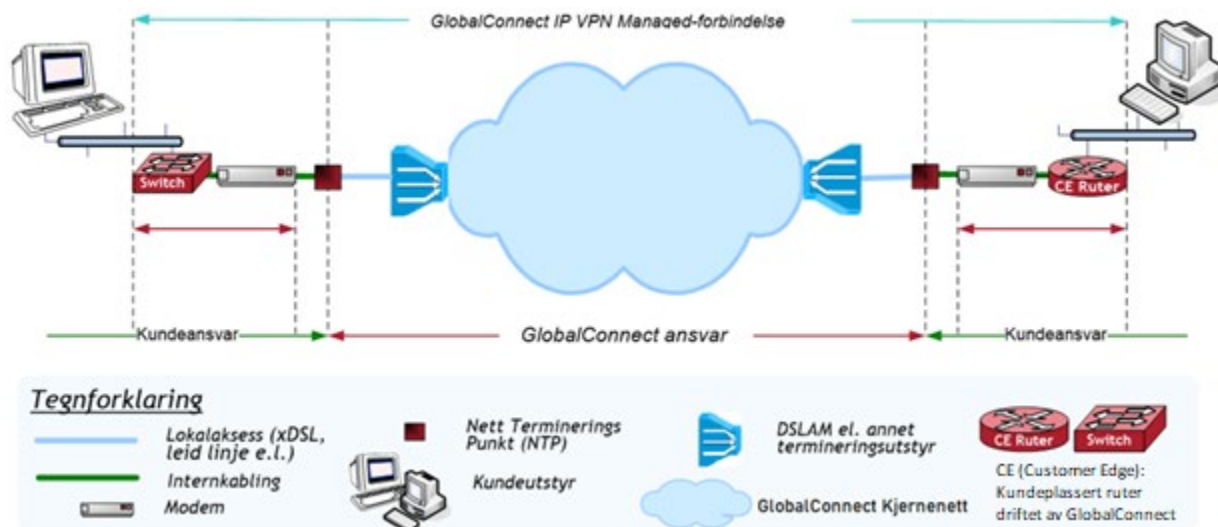 GlobalConnect IP VPN Managed-forbindelse
Switch
CE Ruter
Kundeansvar
GlobalConnect ansvar
Kundeansvar
Tegnforklaring
Lokalaksess (xDSL,
leid linje e.l.)
Internkabling
Modem
Nett Terminerings
Punkt (NTP)
Kundeutstyr
DSLAM el. annet
termineringsutstyr
GlobalConnect Kjernenett
CE Ruter
Switch
CE (Customer Edge):
Kundeplassert ruter
driftet av GlobalConnect